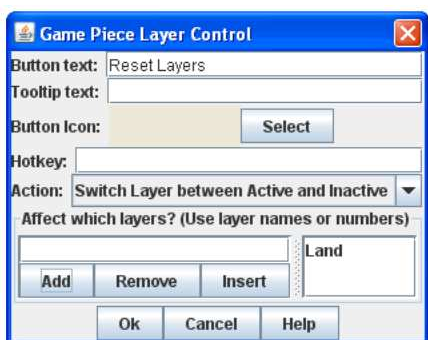 Game Piece Layer Control
Button text: Reset Layers
Tooltip text:
Button Icon: Select
Hotkey:
Action: Switch Layer between Active and Inactive
Affect which layers? (Use layer names or numbers)
Land
Add Remove Insert
Ok Cancel Help